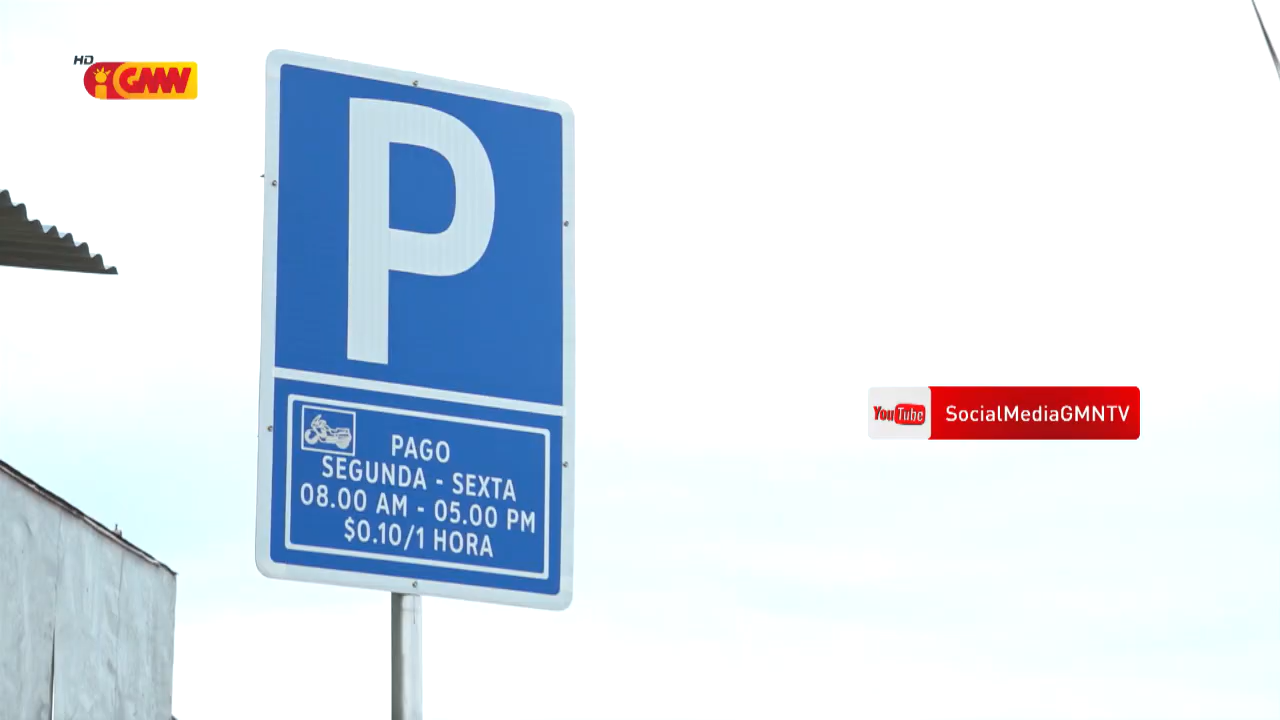 HD
GMN
P
PAGO
SEGUNDA - SEXTA
08.00 AM - 05.00 PM
$0.10/1 HORA
YouTube
SocialMediaGMNTV